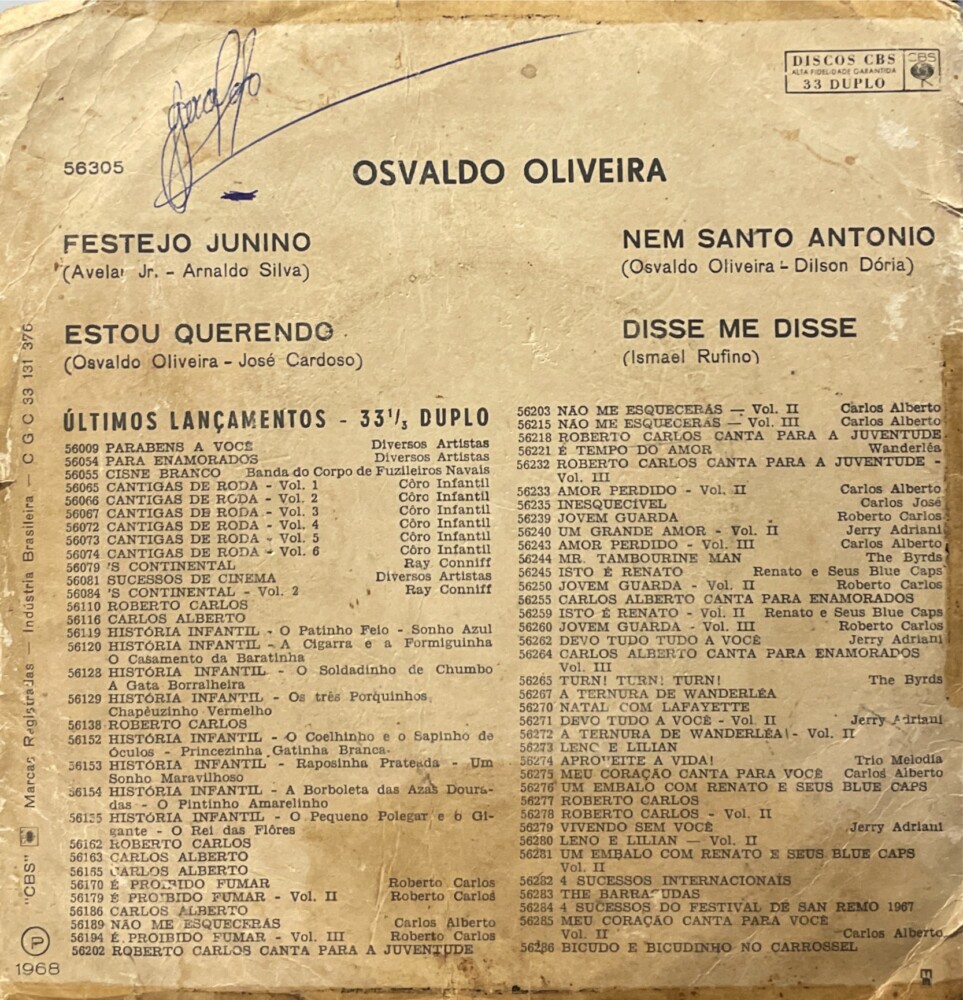 DISCOS CBS
ALTA FIDELIDADE GARANTIDA
33 DUPLO
CBS
56305
OSVALDO OLIVEIRA
FESTEJO JUNINO
(Avelar Jr. - Arnaldo Silva)
ESTOU QUERENDO
(Osvaldo Oliveira - José Cardoso)
NEM SANTO ANTONIO
(Osvaldo Oliveira - Dilson Dória)
DISSE ME DISSE
(Ismael Rufino)
ÚLTIMOS LANÇAMENTOS - 33 1/3 DUPLO
56009 PARABENS A VOCÊ Diversos Artistas
56054 PARA ENAMORADOS Diversos Artistas
56055 CISNE BRANCO Banda do Corpo de Fuzileiros Navais
56065 CANTIGAS DE RODA - Vol. 1 Côro Infantil
56066 CANTIGAS DE RODA - Vol. 2 Côro Infantil
56067 CANTIGAS DE RODA - Vol. 3 Côro Infantil
56072 CANTIGAS DE RODA - Vol. 4 Côro Infantil
56073 CANTIGAS DE RODA - Vol. 5 Côro Infantil
56074 CANTIGAS DE RODA - Vol. 6 Côro Infantil
56079 'S CONTINENTAL Ray Conniff
56081 SUCESSOS DE CINEMA Diversos Artistas
56084 'S CONTINENTAL - Vol. 2 Ray Conniff
56110 ROBERTO CARLOS
56116 CARLOS ALBERTO
56119 HISTÓRIA INFANTIL - O Patinho Feio - Sonho Azul
56120 HISTÓRIA INFANTIL - A Cigarra e a Formiguinha
O Casamento da Baratinha
56128 HISTÓRIA INFANTIL - O Soldadinho de Chumbo
A Gata Borralheira
56129 HISTÓRIA INFANTIL - Os três Porquinhos
Chapèuzinho Vermelho
56138 ROBERTO CARLOS
56152 HISTÓRIA INFANTIL - O Coelhinho e o Sapinho de
Óculos - Princezinha Gatinha Branca
56153 HISTÓRIA INFANTIL - Raposinha Prateada - Um
Sonho Maravilhoso
56154 HISTÓRIA INFANTIL - A Borboleta das Azas Doura-
das - O Pintinho Amarelinho
56155 HISTÓRIA INFANTIL - O Pequeno Polegar e o Gi-
gante - O Rei das Flôres
56162 ROBERTO CARLOS
56163 CARLOS ALBERTO
56165 CARLOS ALBERTO
56170 É PROIBIDO FUMAR Roberto Carlos
56179 É PROIBIDO FUMAR - Vol. II Roberto Carlos
56186 CARLOS ALBERTO
56189 NÃO ME ESQUECERÁS Carlos Alberto
56194 É PROIBIDO FUMAR - Vol. III Roberto Carlos
56202 ROBERTO CARLOS CANTA PARA A JUVENTUDE
56203 NÃO ME ESQUECERÁS — Vol. II Carlos Alberto
56215 NÃO ME ESQUECERÁS — Vol. III Carlos Alberto
56218 ROBERTO CARLOS CANTA PARA A JUVENTUDE
56221 É TEMPO DO AMOR Wanderléa
56232 ROBERTO CARLOS CANTA PARA A JUVENTUDE -
Vol. III
56233 AMOR PERDIDO - Vol. II Carlos Alberto
56235 INESQUECÍVEL Carlos José
56239 JOVEM GUARDA Roberto Carlos
56240 UM GRANDE AMOR - Vol. II Jerry Adriani
56243 AMOR PERDIDO - Vol. III Carlos Alberto
56244 MR. TAMBOURINE MAN The Byrds
56245 ISTO É RENATO Renato e Seus Blue Caps
56250 JOVEM GUARDA - Vol. II Roberto Carlos
56255 CARLOS ALBERTO CANTA PARA ENAMORADOS
56259 ISTO É RENATO - Vol. II Renato e Seus Blue Caps
56260 JOVEM GUARDA - Vol. III Roberto Carlos
56262 DEVO TUDO TUDO A VOCÊ Jerry Adriani
56264 CARLOS ALBERTO CANTA PARA ENAMORADOS
Vol. III
56265 TURN! TURN! TURN! The Byrds
56267 A TERNURA DE WANDERLÉA
56270 NATAL COM LAFAYETTE
56271 DEVO TUDO A VOCÊ - Vol. II Jerry Adriani
56272 A TERNURA DE WANDERLÉA - Vol. II
56273 LENO E LILIAN
56274 APROVEITE A VIDA! Trio Melodia
56275 MEU CORAÇÃO CANTA PARA VOCÊ Carlos Alberto
56276 UM EMBALO COM RENATO E SEUS BLUE CAPS
56277 ROBERTO CARLOS
56278 ROBERTO CARLOS - Vol. II
56279 VIVENDO SEM VOCÊ Jerry Adriani
56280 LENO E LILIAN — Vol. II
56281 UM EMBALO COM RENATO E SEUS BLUE CAPS
Vol. II
56282 4 SUCESSOS INTERNACIONAIS
56283 THE BARRACUDAS
56284 4 SUCESSOS DO FESTIVAL DE SAN REMO 1967
56285 MEU CORAÇÃO CANTA PARA VOCÊ
Vol. II Carlos Alberto
56286 BICUDO E BICUDINHO NO CARROSSEL
"CBS" Marcas Registradas — Indústria Brasileira — C G C 33 131 376
P
1968